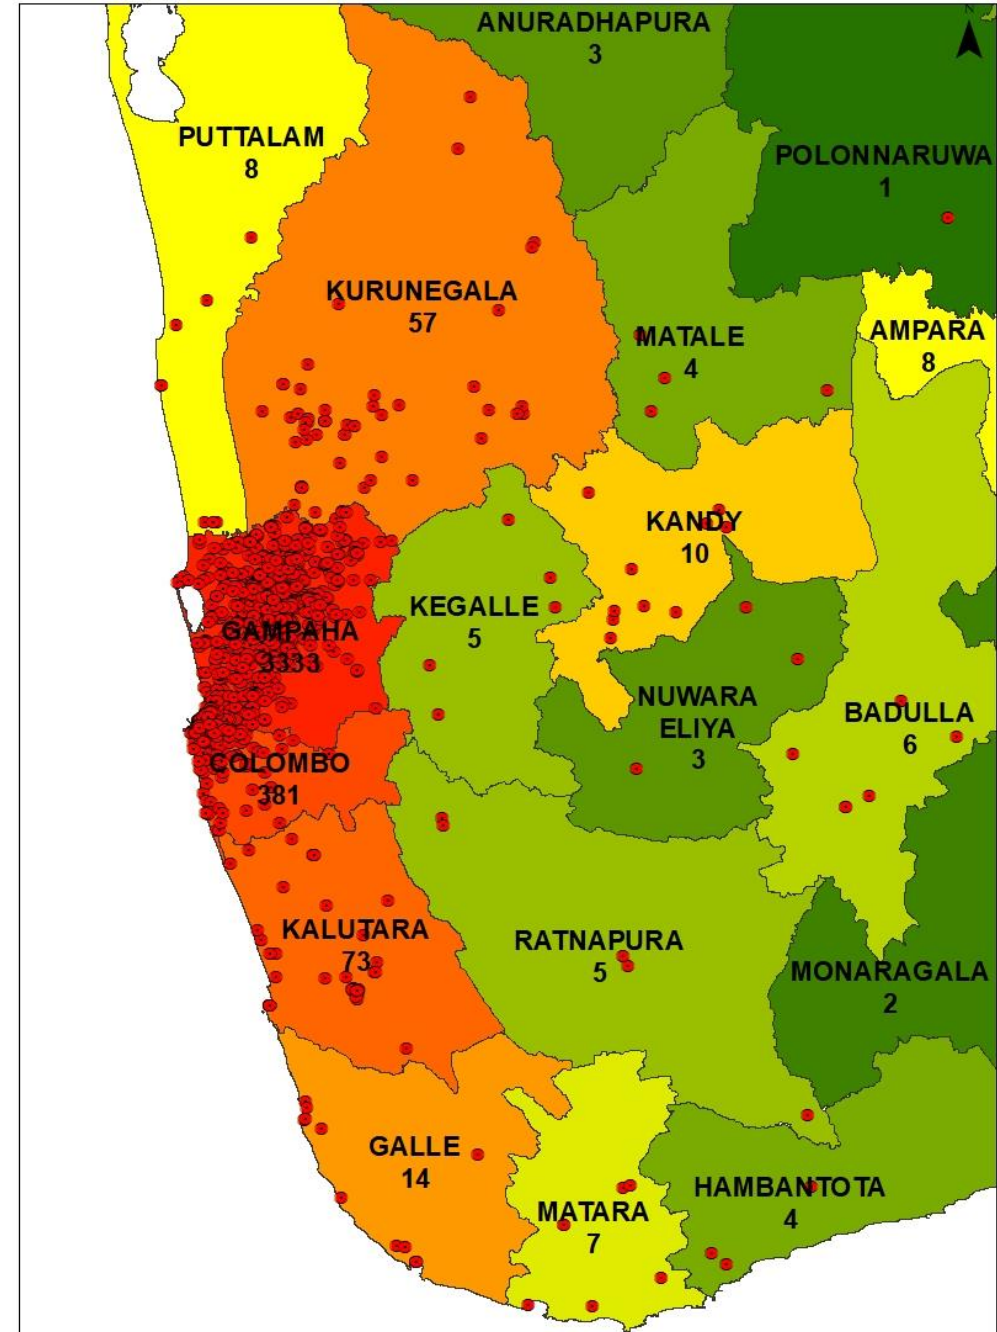 N
ANURADHAPURA
3
PUTTALAM
8
POLONNARUWA
1
KURUNEGALA
57
MATALE
4
AMPARA
8
KANDY
10
KEGALLE
5
GAMPAHA
3333
NUWARA
ELIYA
3
BADULLA
6
COLOMBO
381
KALUTARA
73
RATNAPURA
5
MONARAGALA
2
GALLE
14
MATARA
7
HAMBANTOTA
4